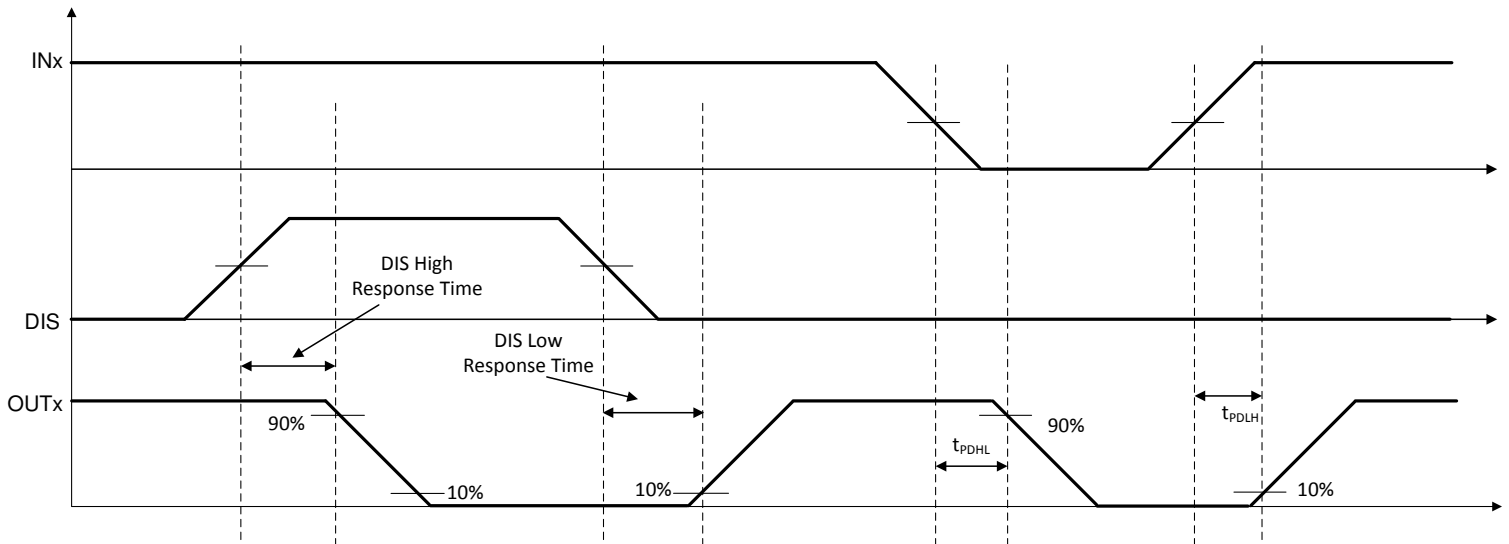 INx
DIS High
Response Time
DIS
DIS Low
Response Time
OUTx
90%
10%
10%
tPDHL
90%
tPDLH
10%